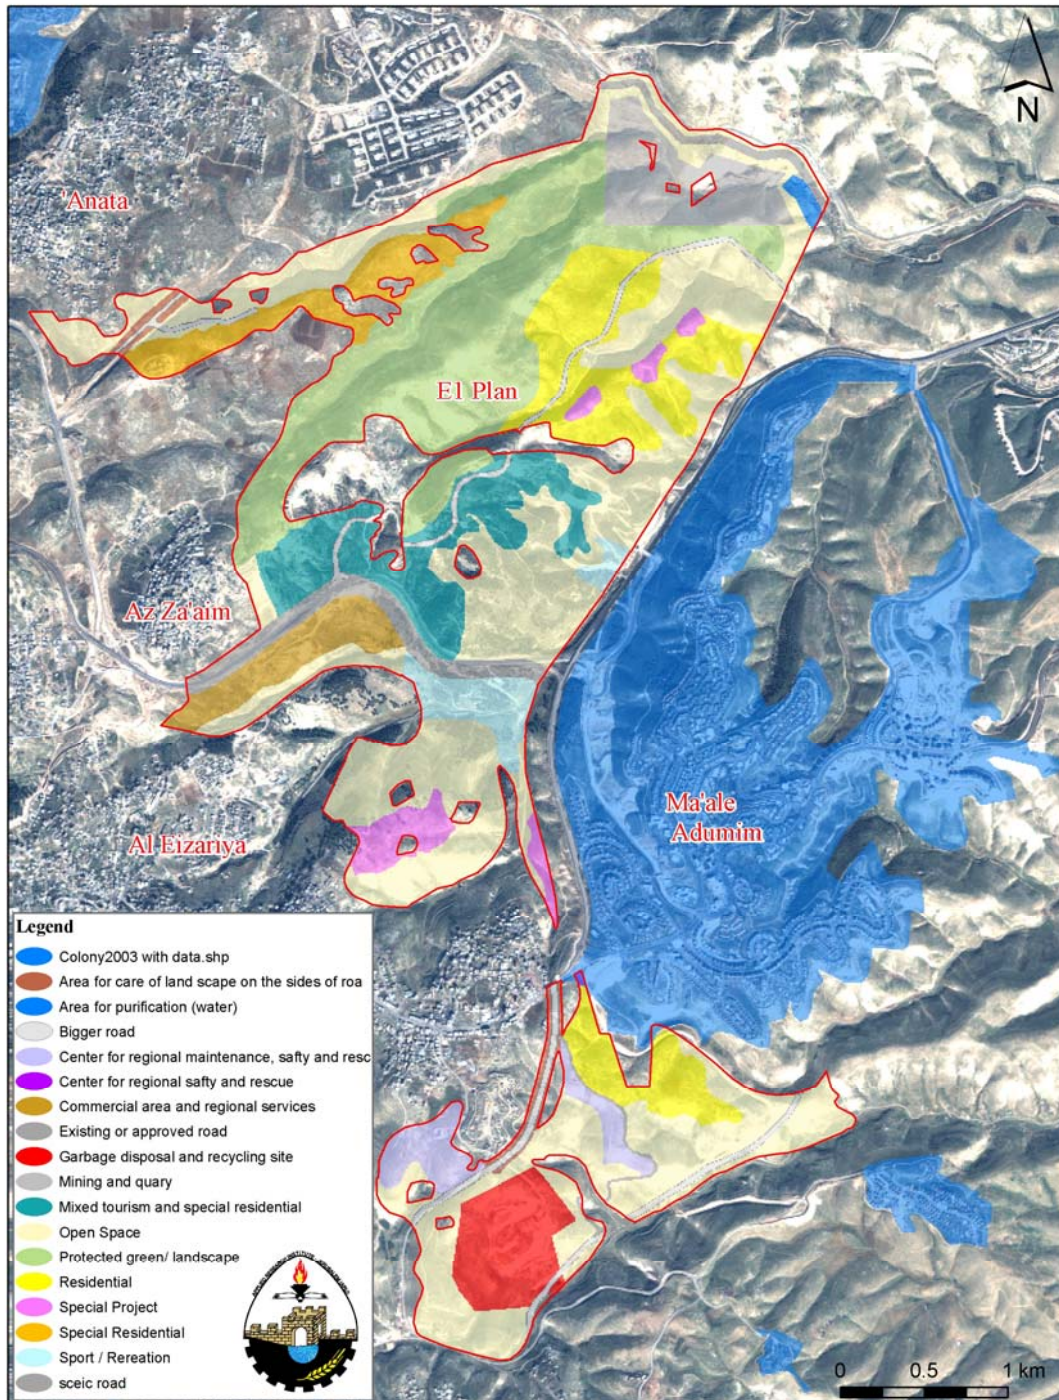 N
'Anata
E1 Plan
Az Za'aim
Ma'ale
Adumim
Al Eizariya
Legend
Colony2003 with data.shp
Area for care of land scape on the sides of roa
Area for purification (water)
Bigger road
Center for regional maintenance, safty and resc
Center for regional safty and rescue
Commercial area and regional services
Existing or approved road
Garbage disposal and recycling site
Mining and quary
Mixed tourism and special residential
Open Space
Protected green/ landscape
Residential
Special Project
Special Residential
Sport / Rereation
sceic road
0 0.5 1 km